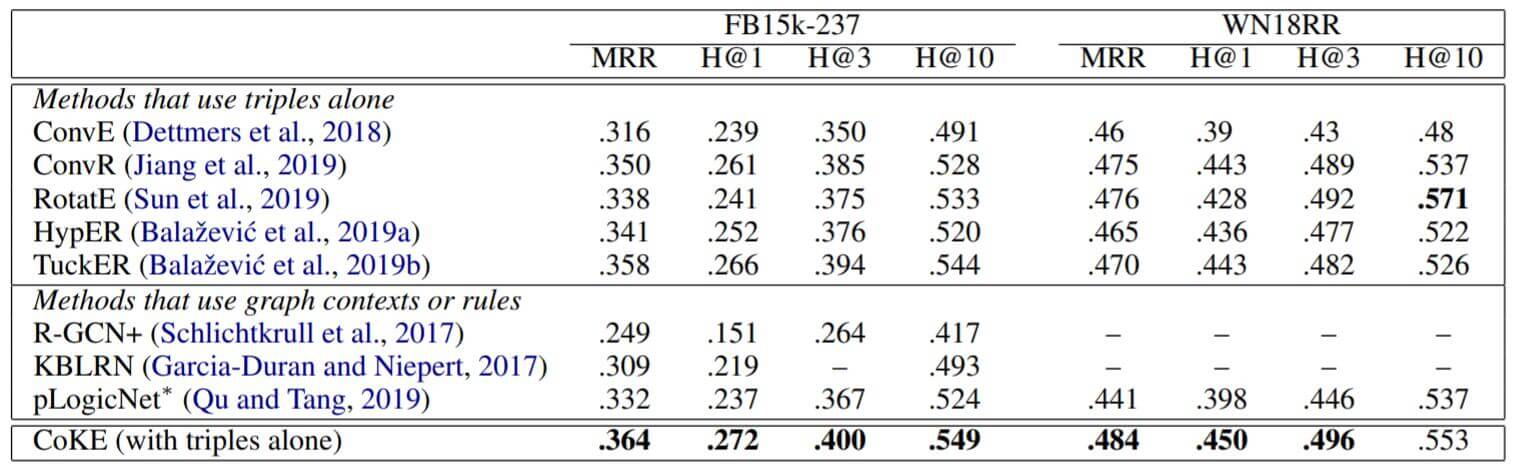 FB15k-237 WN18RR
MRR H@1 H@3 H@10 MRR H@1 H@3 H@10
Methods that use triples alone
ConvE (Dettmers et al., 2018) .316 .239 .350 .491 .46 .39 .43 .48
ConvR (Jiang et al., 2019) .350 .261 .385 .528 .475 .443 .489 .537
RotatE (Sun et al., 2019) .338 .241 .375 .533 .476 .428 .492 .571
HypER (Balažević et al., 2019a) .341 .252 .376 .520 .465 .436 .477 .522
TuckER (Balažević et al., 2019b) .358 .266 .394 .544 .470 .443 .482 .526
Methods that use graph contexts or rules
R-GCN+ (Schlichtkrull et al., 2017) .249 .151 .264 .417 – – – –
KBLRN (Garcia-Duran and Niepert, 2017) .309 .219 – .493 – – – –
pLogicNet* (Qu and Tang, 2019) .332 .237 .367 .524 .441 .398 .446 .537
CoKE (with triples alone) .364 .272 .400 .549 .484 .450 .496 .553